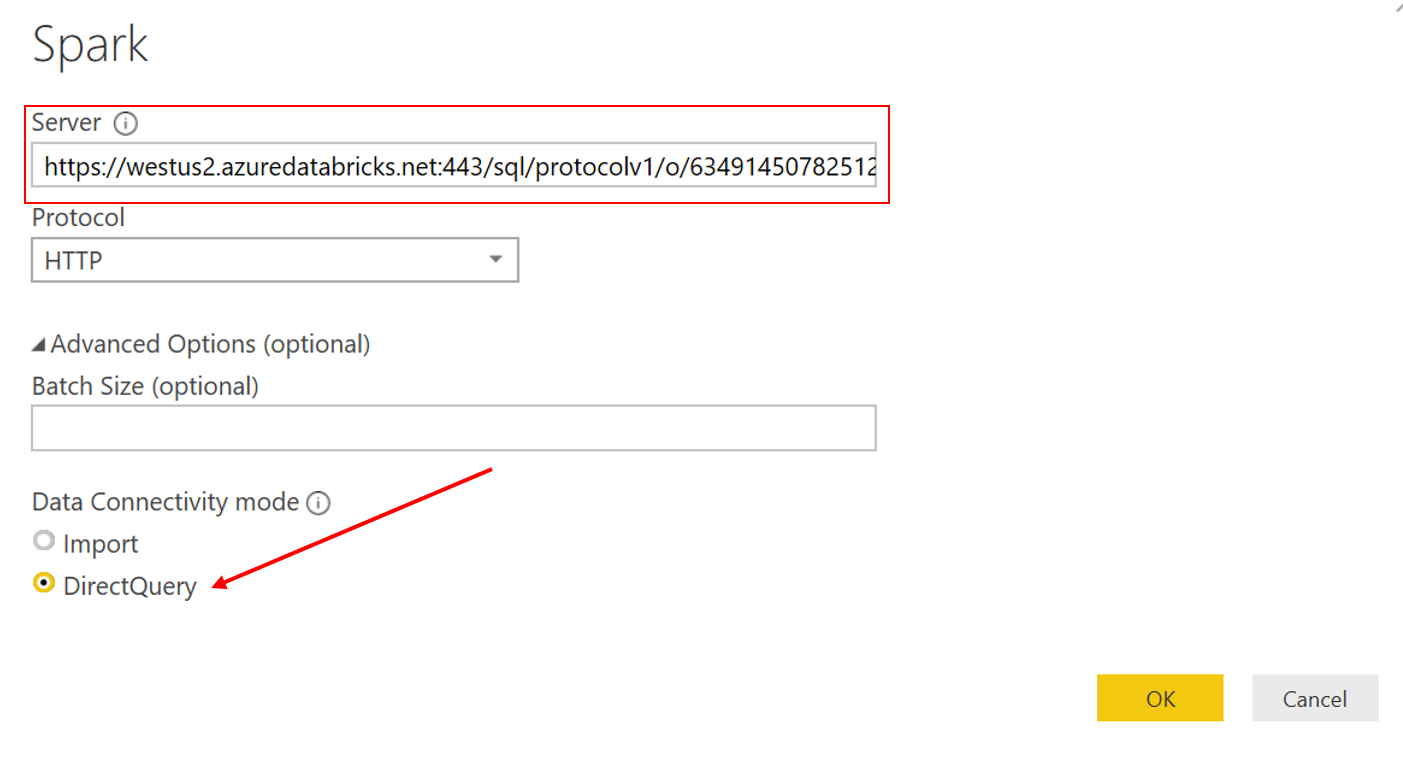 Spark
Server
https://westus2.azuredatabricks.net:443/sql/protocolv1/o/63491450782512
Protocol
HTTP
Advanced Options (optional)
Batch Size (optional)
Data Connectivity mode
Import
DirectQuery
OK
Cancel